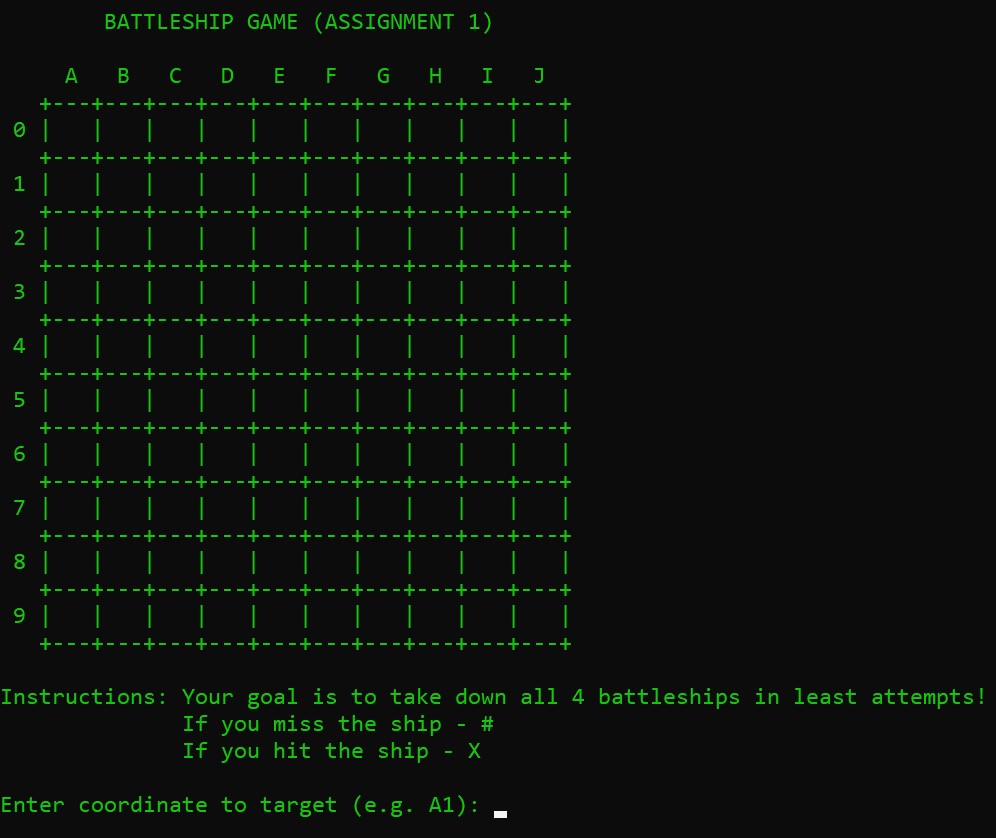 BATTLESHIP GAME (ASSIGNMENT 1)

     A   B   C   D   E   F   G   H   I   J
   +---+---+---+---+---+---+---+---+---+---+
 0 |   |   |   |   |   |   |   |   |   |   |
   +---+---+---+---+---+---+---+---+---+---+
 1 |   |   |   |   |   |   |   |   |   |   |
   +---+---+---+---+---+---+---+---+---+---+
 2 |   |   |   |   |   |   |   |   |   |   |
   +---+---+---+---+---+---+---+---+---+---+
 3 |   |   |   |   |   |   |   |   |   |   |
   +---+---+---+---+---+---+---+---+---+---+
 4 |   |   |   |   |   |   |   |   |   |   |
   +---+---+---+---+---+---+---+---+---+---+
 5 |   |   |   |   |   |   |   |   |   |   |
   +---+---+---+---+---+---+---+---+---+---+
 6 |   |   |   |   |   |   |   |   |   |   |
   +---+---+---+---+---+---+---+---+---+---+
 7 |   |   |   |   |   |   |   |   |   |   |
   +---+---+---+---+---+---+---+---+---+---+
 8 |   |   |   |   |   |   |   |   |   |   |
   +---+---+---+---+---+---+---+---+---+---+
 9 |   |   |   |   |   |   |   |   |   |   |
   +---+---+---+---+---+---+---+---+---+---+

Instructions: Your goal is to take down all 4 battleships in least attempts!
              If you miss the ship - #
              If you hit the ship - X

Enter coordinate to target (e.g. A1):